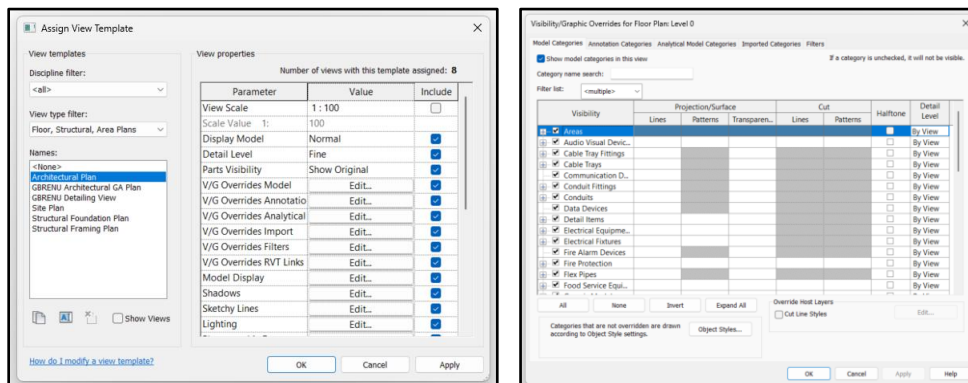 Assign View Template
View templates
Discipline filter:
<all>
View type filter:
Floor, Structural, Area Plans
Names:
<None>
Architectural Plan
GBRENU Architectural GA Plan
GBRENU Detailing View
Site Plan
Structural Foundation Plan
Structural Framing Plan
Show Views
How do I modify a view template?
View properties
Number of views with this template assigned: 8
Parameter Value Include
View Scale 1 : 100
Scale Value 1: 100
Display Model Normal
Detail Level Fine
Parts Visibility Show Original
V/G Overrides Model Edit...
V/G Overrides Annotatio Edit...
V/G Overrides Analytical Edit...
V/G Overrides Import Edit...
V/G Overrides Filters Edit...
V/G Overrides RVT Links Edit...
Model Display Edit...
Shadows Edit...
Sketchy Lines Edit...
Lighting Edit...
OK Cancel Apply
Visibility/Graphic Overrides for Floor Plan: Level 0
Model Categories Annotation Categories Analytical Model Categories Imported Categories Filters
Show model categories in this view
If a category is unchecked, it will not be visible.
Category name search:
Filter list: <multiple>
Visibility Projection/Surface Cut Halftone Detail Level
Lines Patterns Transparen... Lines Patterns
Areas By View
Audio Visual Devic... By View
Cable Tray Fittings By View
Cable Trays By View
Communication D... By View
Conduit Fittings By View
Conduits By View
Data Devices By View
Detail Items By View
Electrical Equipme... By View
Electrical Fixtures By View
Fire Alarm Devices By View
Fire Protection By View
Flex Pipes By View
Food Service Equi... By View
All None Invert Expand All
Override Host Layers
Cut Line Styles Edit...
Categories that are not overridden are drawn
according to Object Style settings.
Object Styles...
OK Cancel Apply Help